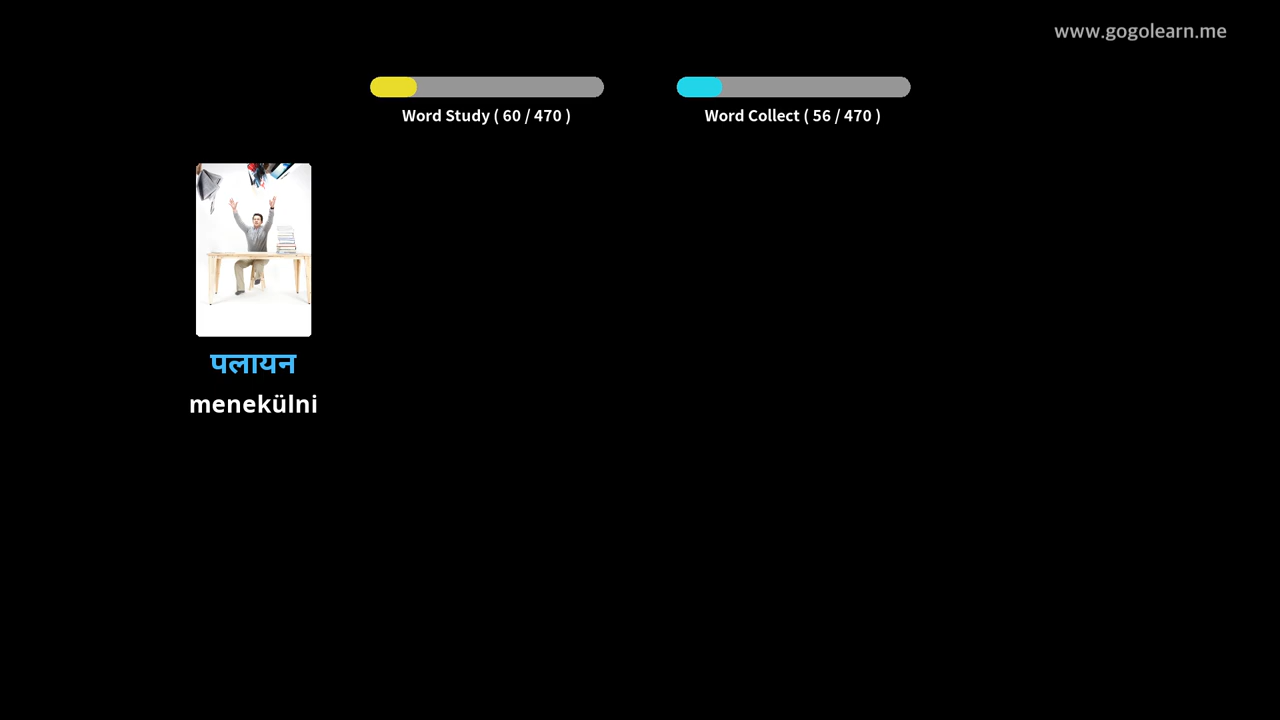 www.gogolearn.me
Word Study ( 60 / 470 )
Word Collect ( 56 / 470 )
पलायन
menekülni